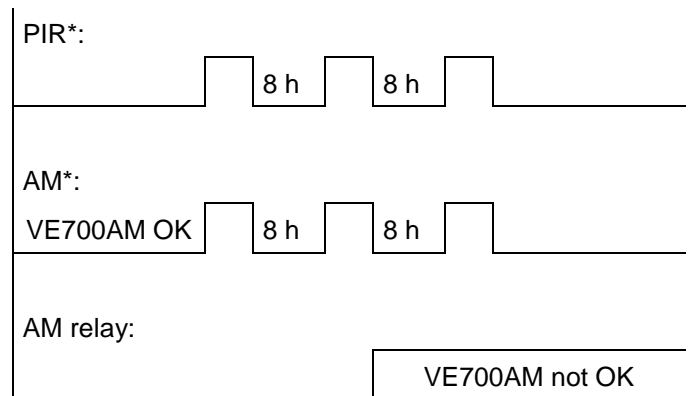 PIR*:
8 h 8 h
AM*:
VE700AM OK 8 h 8 h
AM relay:
VE700AM not OK